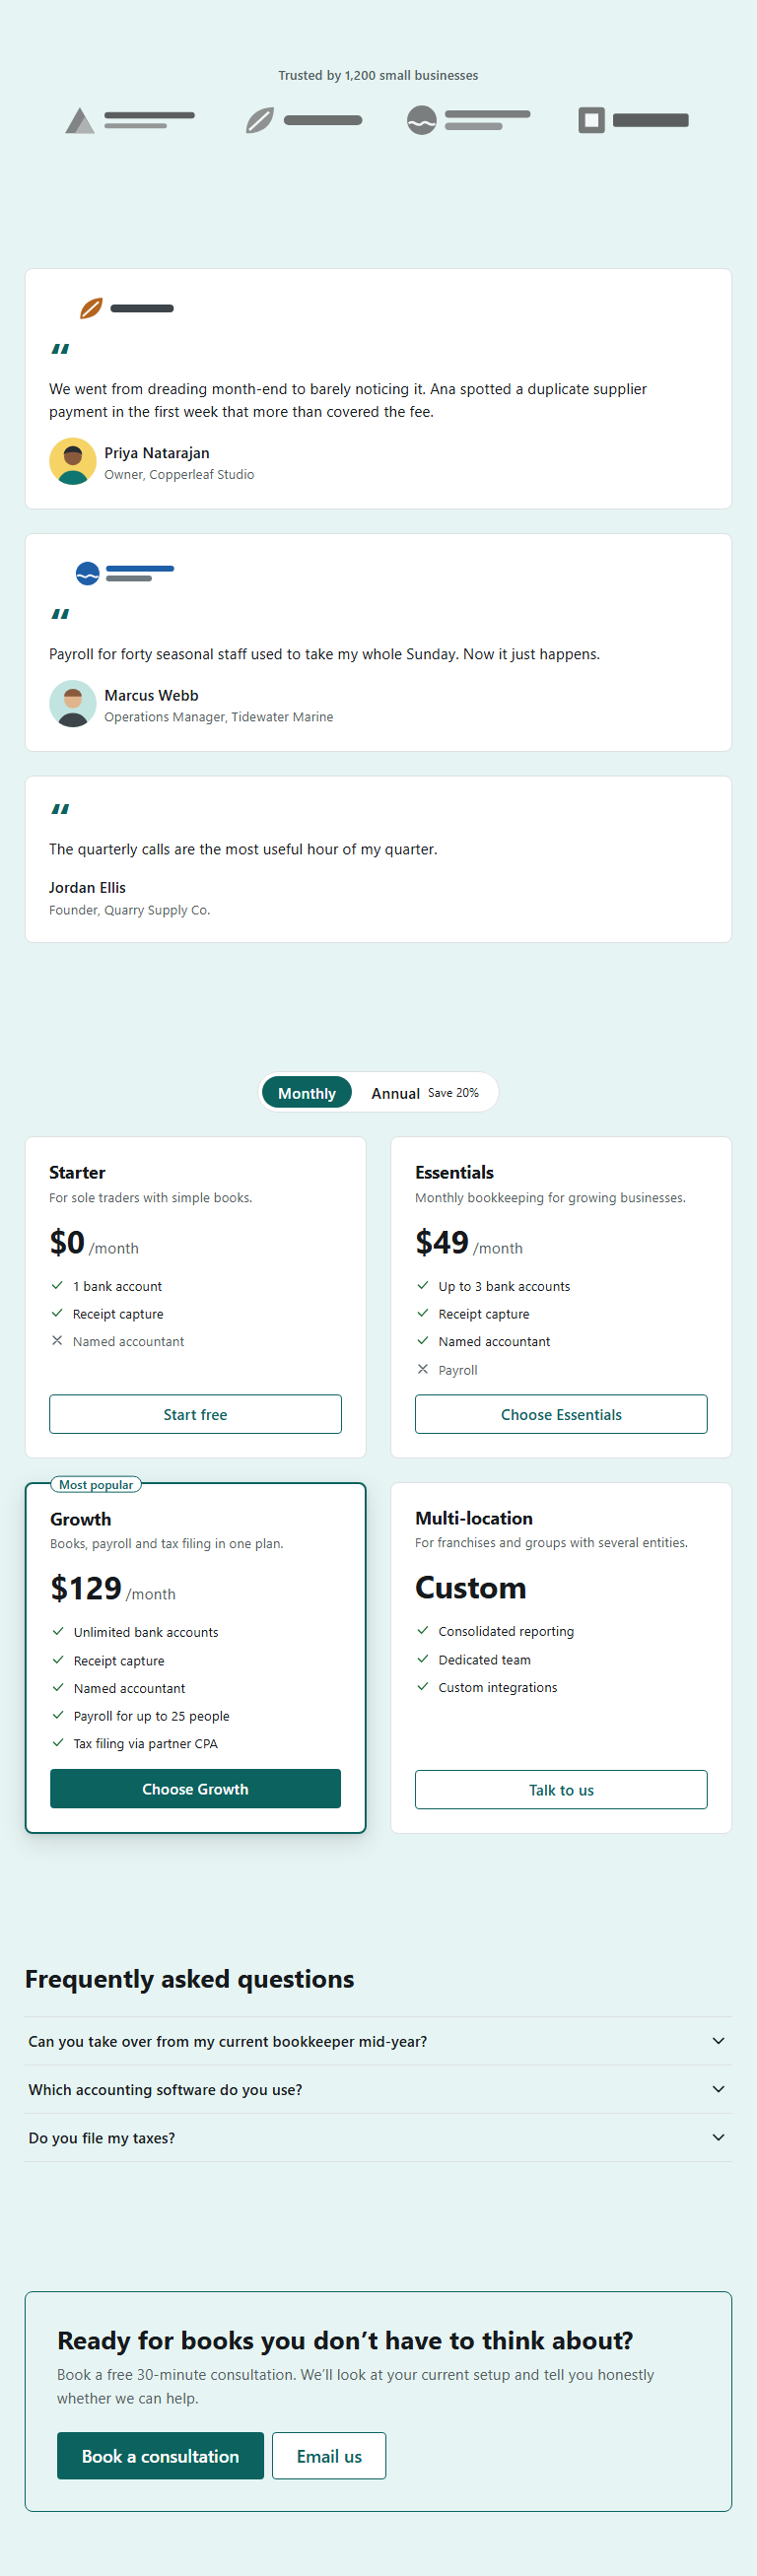 Trusted by 1,200 small businesses
“
We went from dreading month-end to barely noticing it. Ana spotted a duplicate supplier
payment in the first week that more than covered the fee.
Priya Natarajan
Owner, Copperleaf Studio
“
Payroll for forty seasonal staff used to take my whole Sunday. Now it just happens.
Marcus Webb
Operations Manager, Tidewater Marine
“
The quarterly calls are the most useful hour of my quarter.
Jordan Ellis
Founder, Quarry Supply Co.
Monthly Annual Save 20%
Starter
For sole traders with simple books.
$0 /month
1 bank account
Receipt capture
Named accountant
Start free
Essentials
Monthly bookkeeping for growing businesses.
$49 /month
Up to 3 bank accounts
Receipt capture
Named accountant
Payroll
Choose Essentials
Most popular
Growth
Books, payroll and tax filing in one plan.
$129 /month
Unlimited bank accounts
Receipt capture
Named accountant
Payroll for up to 25 people
Tax filing via partner CPA
Choose Growth
Multi-location
For franchises and groups with several entities.
Custom
Consolidated reporting
Dedicated team
Custom integrations
Talk to us
Frequently asked questions
Can you take over from my current bookkeeper mid-year?
Which accounting software do you use?
Do you file my taxes?
Ready for books you don’t have to think about?
Book a free 30-minute consultation. We’ll look at your current setup and tell you honestly
whether we can help.
Book a consultation Email us